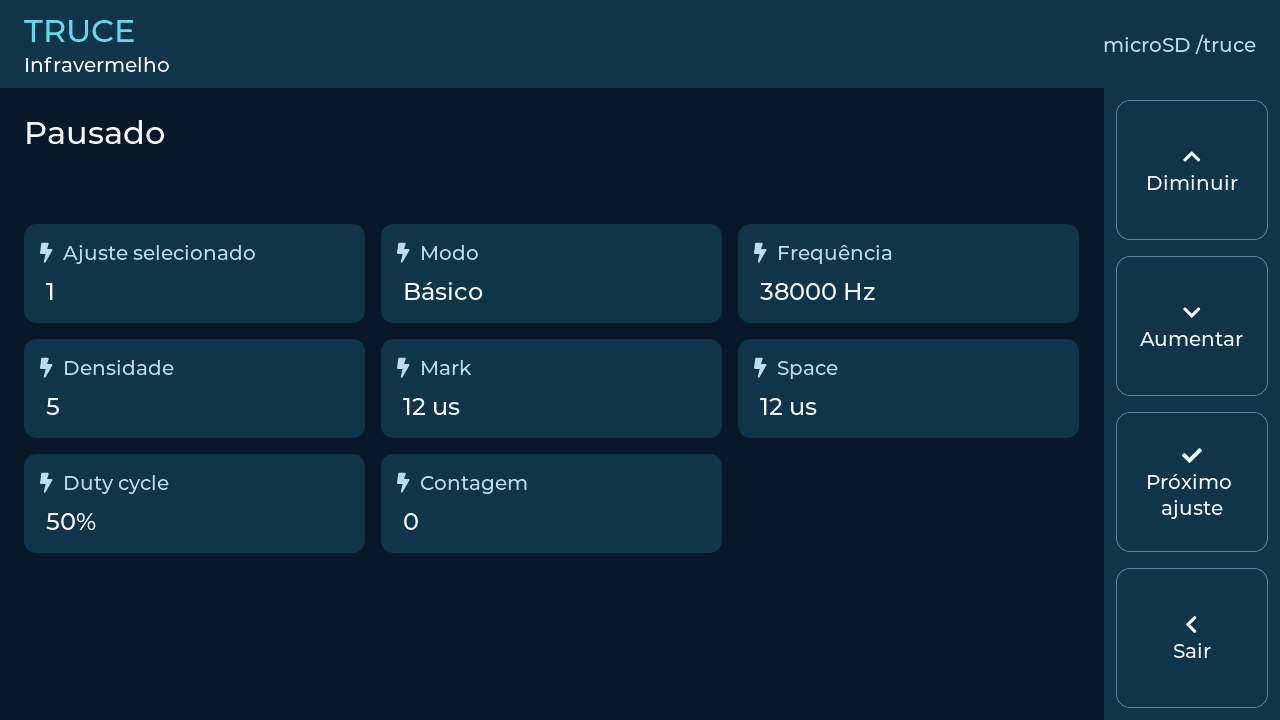 TRUCE
Infravermelho
microSD /truce
Pausado
Ajuste selecionado
1
Modo
Básico
Frequência
38000 Hz
Densidade
5
Mark
12 us
Space
12 us
Duty cycle
50%
Contagem
0
Diminuir
Aumentar
Próximo
ajuste
Sair